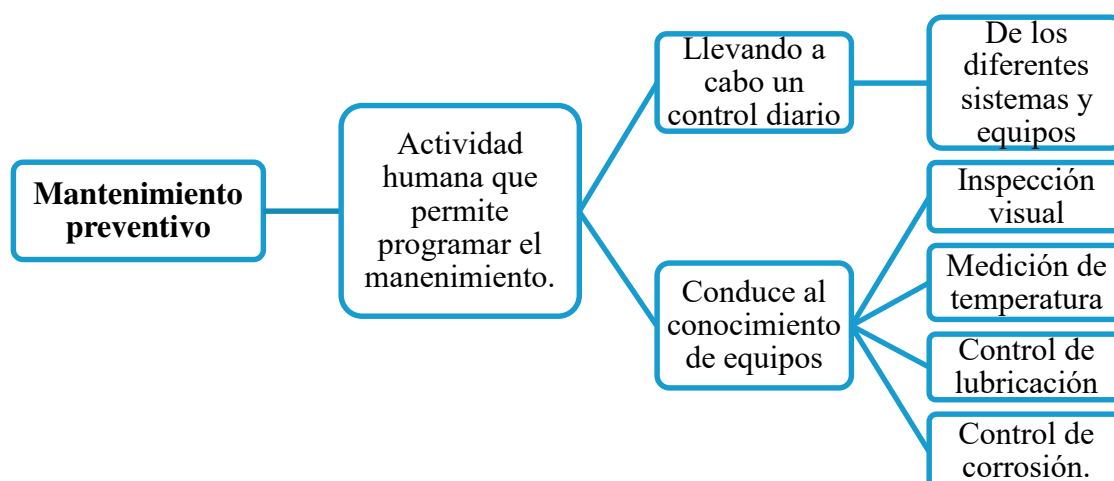 Mantenimiento
preventivo
Actividad
humana que
permite
programar el
manenimiento.
Llevando a
cabo un
control diario
De los
diferentes
sistemas y
equipos
Conduce al
conocimiento
de equipos
Inspección
visual
Medición de
temperatura
Control de
lubricación
Control de
corrosión.